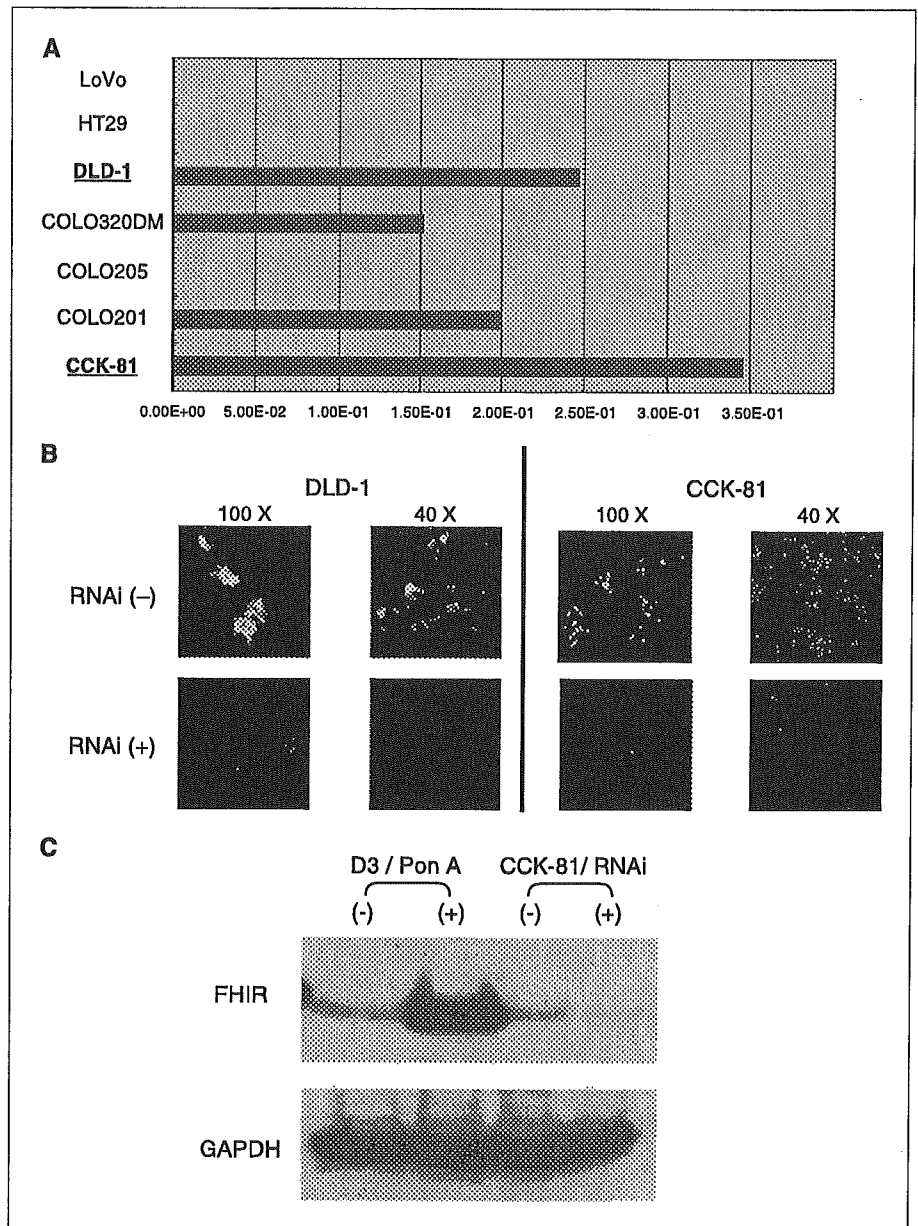 A
LoVo
HT29
DLD-1
COLO320DM
COLO205
COLO201
CCK-81
0.00E+00 5.00E-02 1.00E-01 1.50E-01 2.00E-01 2.50E-01 3.00E-01 3.50E-01
B
DLD-1 CCK-81
100 X 40 X 100 X 40 X
RNAi (–)
RNAi (+)
C
D3 / Pon A CCK-81/ RNAi
(-) (+) (-) (+)
FHIR
GAPDH